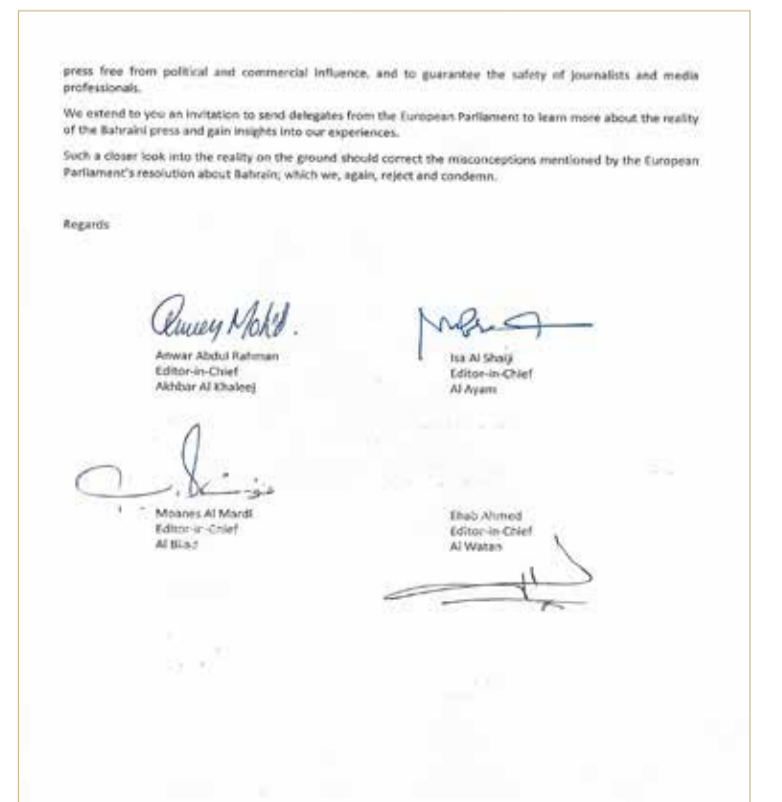 press free from political and commercial influence, and to guarantee the safety of journalists and media
professionals.
We extend to you an invitation to send delegates from the European Parliament to learn more about the reality
of the Bahraini press and gain insights into our experiences.
Such a closer look into the reality on the ground should correct the misconceptions mentioned by the European
Parliament's resolution about Bahrain; which we, again, reject and condemn.
Regards
Anwar Abdul Rahman
Editor-in-Chief
Akhbar Al Khaleej
Isa Al Shaiji
Editor-in-Chief
Al Ayam
Moanes Al Mardi
Editor-in-Chief
Al Bilad
Ehab Ahmed
Editor-in-Chief
Al Watan